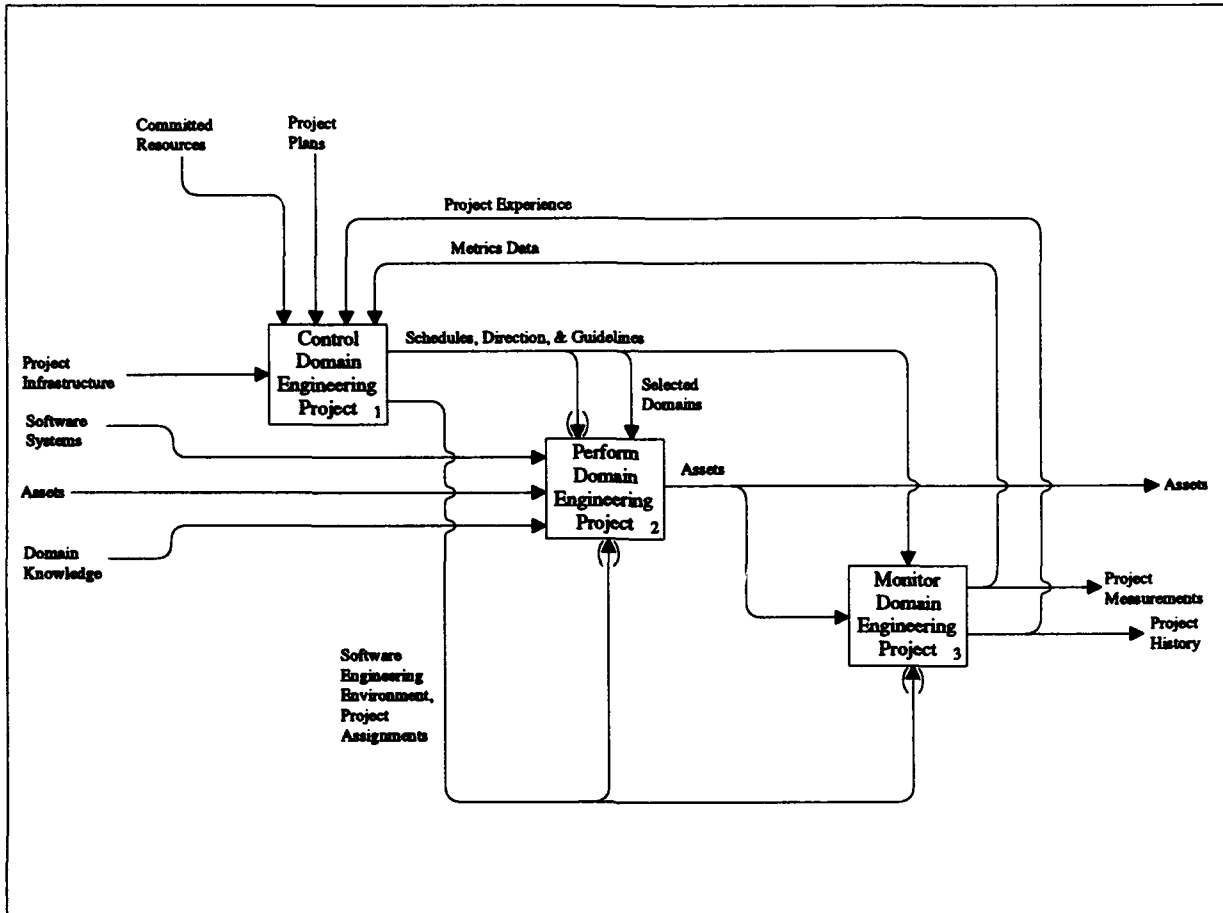 Committed
Resources
Project
Plans
Project Experience
Metrics Data
Control
Domain
Engineering
Project 1
Schedules, Direction, & Guidelines
Project
Infrastructure
Selected
Domains
Software
Systems
Perform
Domain
Engineering
Project 2
Assets
Assets
Assets
Domain
Knowledge
Monitor
Domain
Engineering
Project 3
Project
Measurements
Project
History
Software
Engineering
Environment,
Project
Assignments